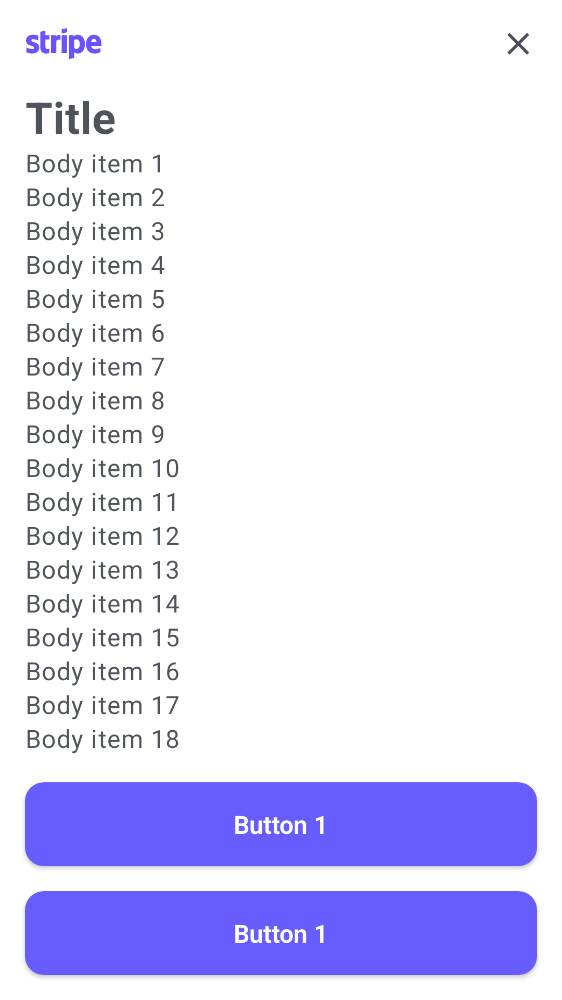 stripe
Title
Body item 1
Body item 2
Body item 3
Body item 4
Body item 5
Body item 6
Body item 7
Body item 8
Body item 9
Body item 10
Body item 11
Body item 12
Body item 13
Body item 14
Body item 15
Body item 16
Body item 17
Body item 18
Button 1
Button 1